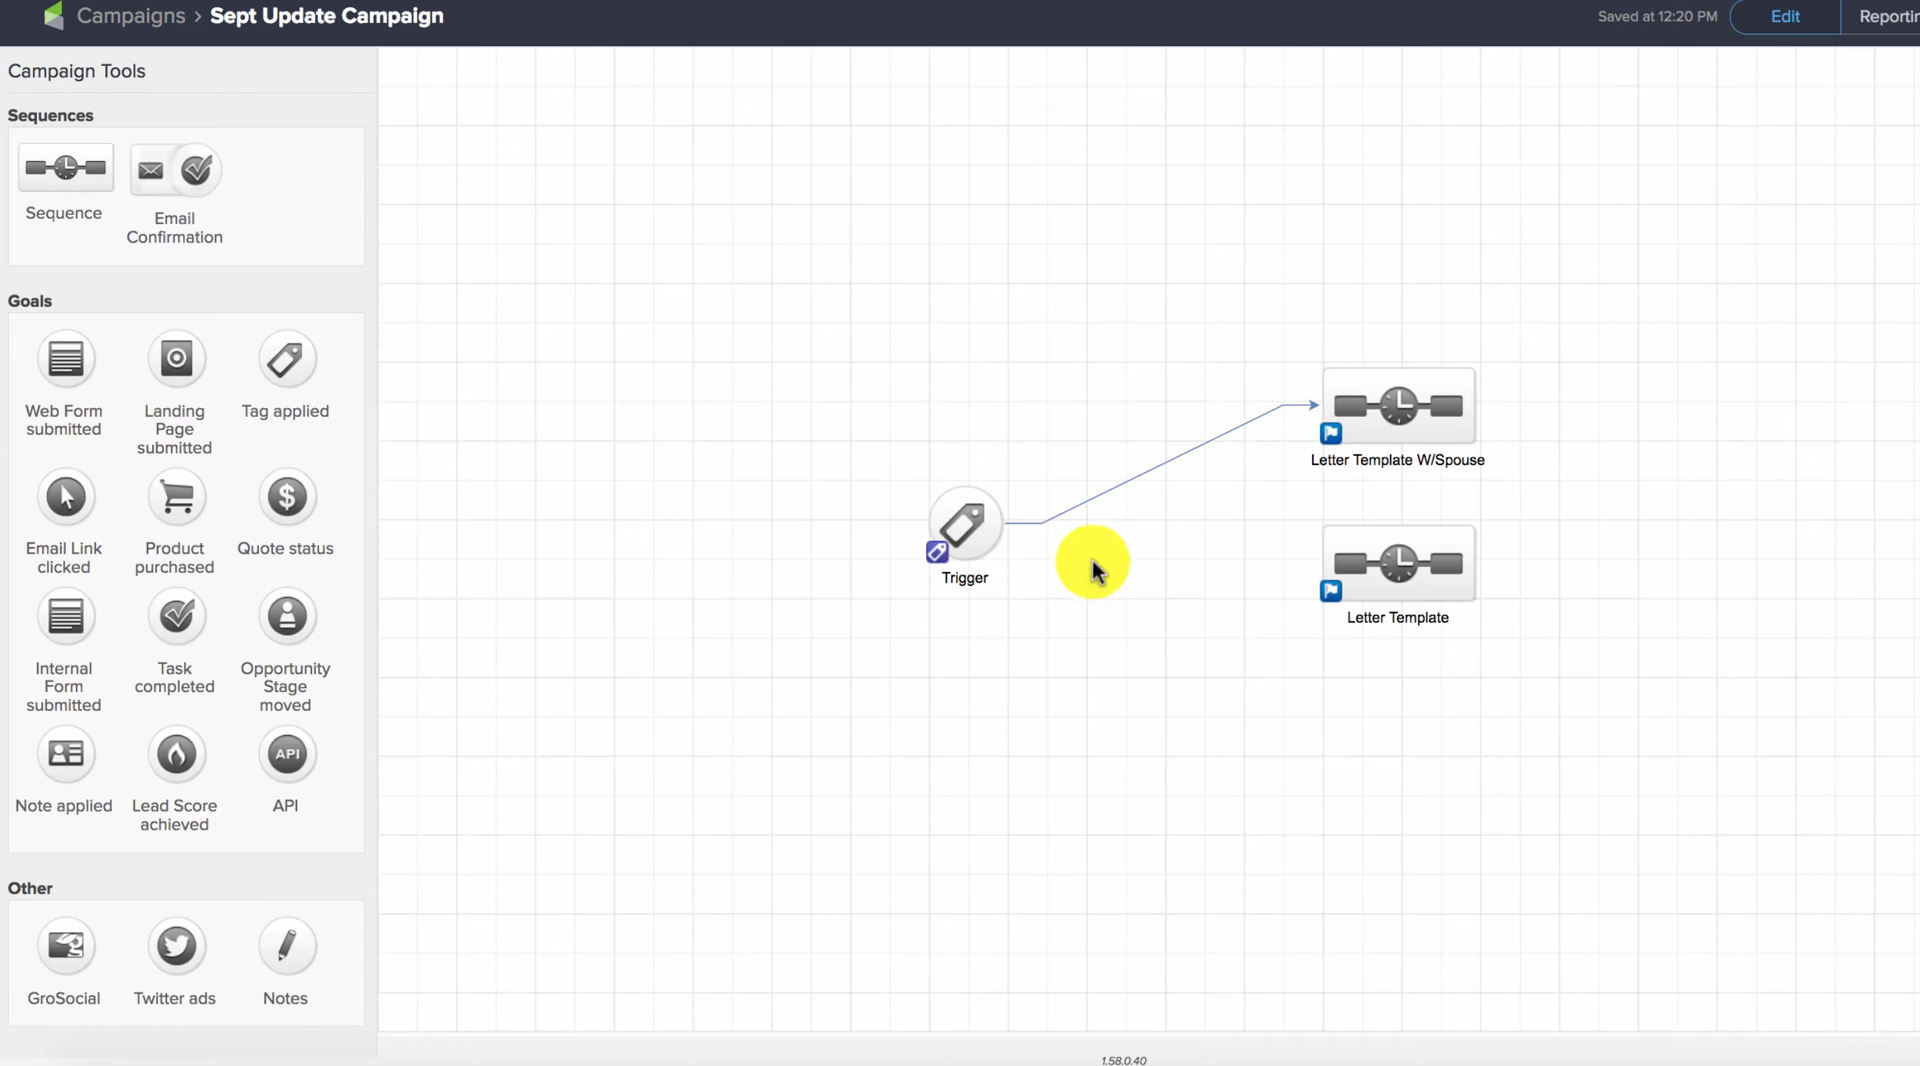 Campaigns › Sept Update Campaign
Saved at 12:20 PM
Edit
Reportin
Campaign Tools
Sequences
Sequence
Email
Confirmation
Goals
Web Form
submitted
Landing
Page
submitted
Tag applied
Email Link
clicked
Product
purchased
Quote status
Internal
Form
submitted
Task
completed
Opportunity
Stage
moved
Note applied
Lead Score
achieved
API
API
Other
GroSocial
Twitter ads
Notes
Trigger
Letter Template W/Spouse
Letter Template
1.58.0.40